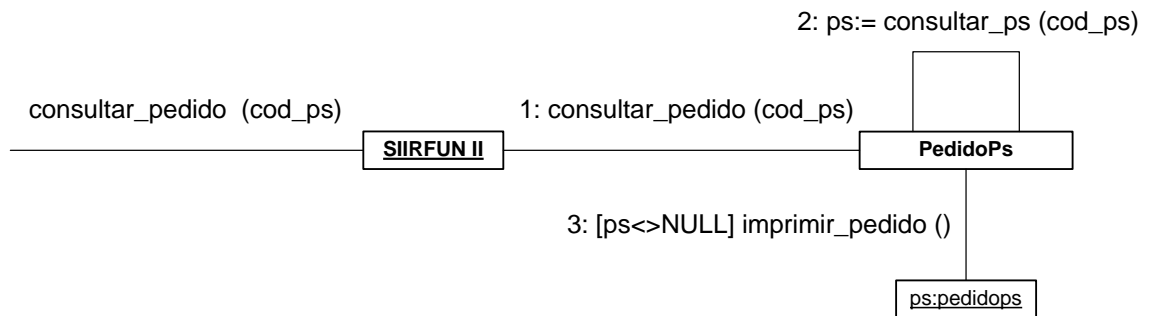 2: ps:= consultar_ps (cod_ps)
consultar_pedido (cod_ps)
1: consultar_pedido (cod_ps)
SIIRFUN II
PedidoPs
3: [ps<>NULL] imprimir_pedido ()
ps:pedidops